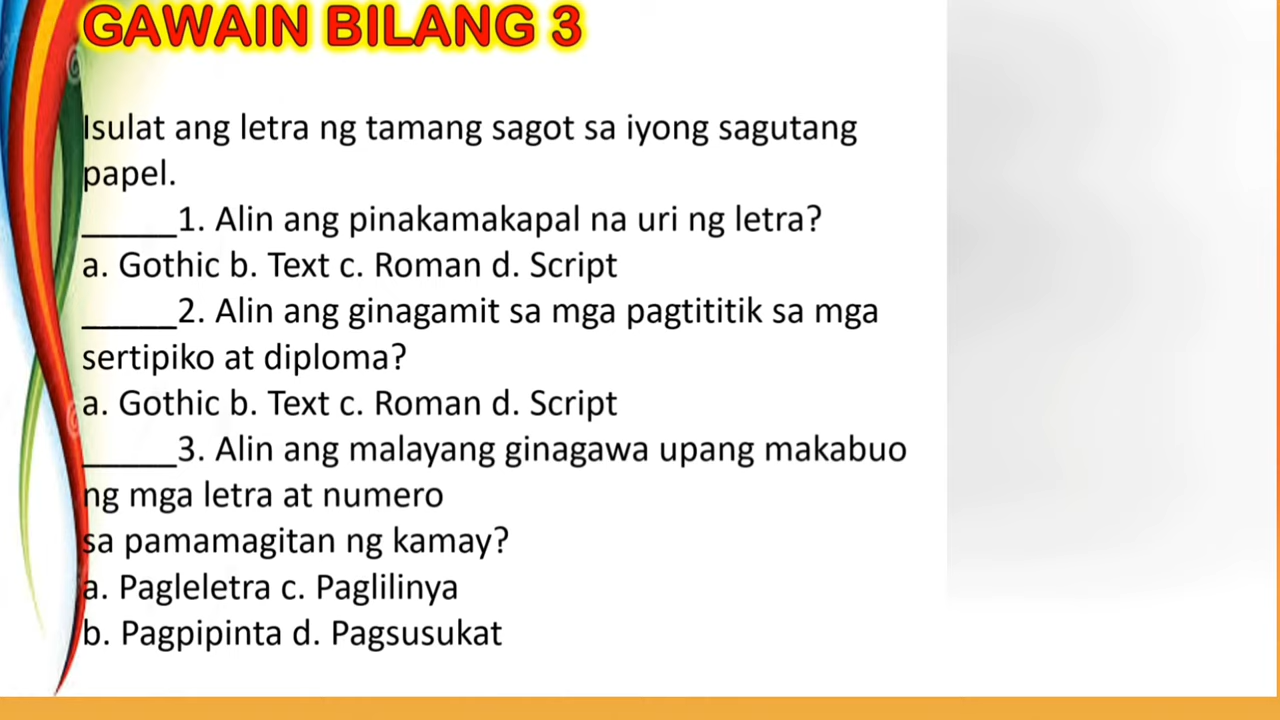 GAWAIN BILANG 3
Isulat ang letra ng tamang sagot sa iyong sagutang
papel.
_____1. Alin ang pinakamakapal na uri ng letra?
a. Gothic b. Text c. Roman d. Script
_____2. Alin ang ginagamit sa mga pagtititik sa mga
sertipiko at diploma?
a. Gothic b. Text c. Roman d. Script
_____3. Alin ang malayang ginagawa upang makabuo
ng mga letra at numero
sa pamamagitan ng kamay?
a. Pagleletra c. Paglilinya
b. Pagpipinta d. Pagsusukat